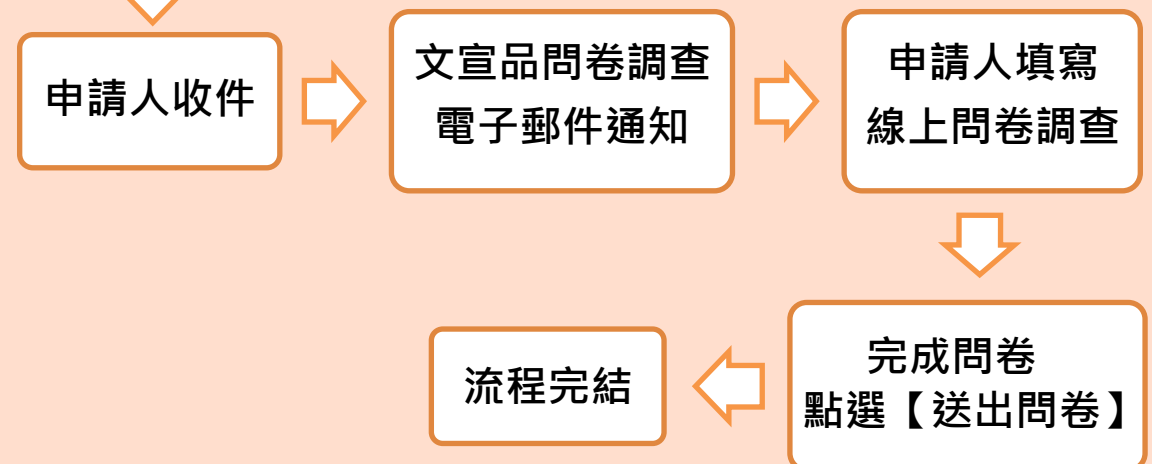 申請人收件
文宣品問卷調查
電子郵件通知
申請人填寫
線上問卷調查
完成問卷
點選【送出問卷】
流程完結